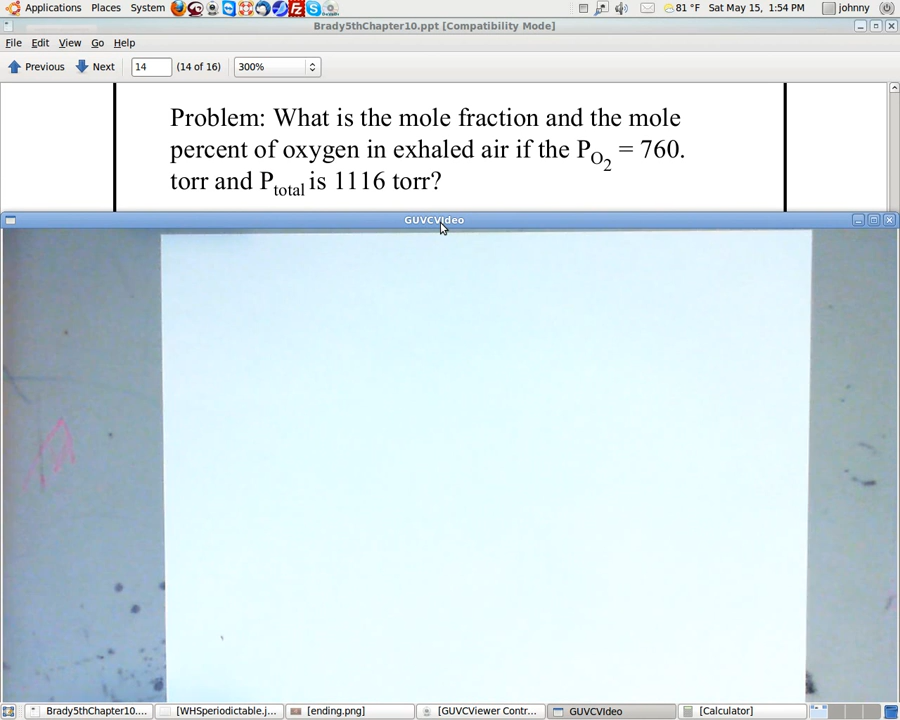 Applications Places System 81 °F Sat May 15, 1:54 PM johnny
Brady5thChapter10.ppt [Compatibility Mode]
File Edit View Go Help
Previous Next 14 (14 of 16) 300%
Problem: What is the mole fraction and the mole
percent of oxygen in exhaled air if the PO2 = 760.
torr and Ptotal is 1116 torr?
GUVCVideo
Brady5thChapter10.... [WHSperiodictable.j... [ending.png] [GUVCViewer Contr... GUVCVIdeo [Calculator]